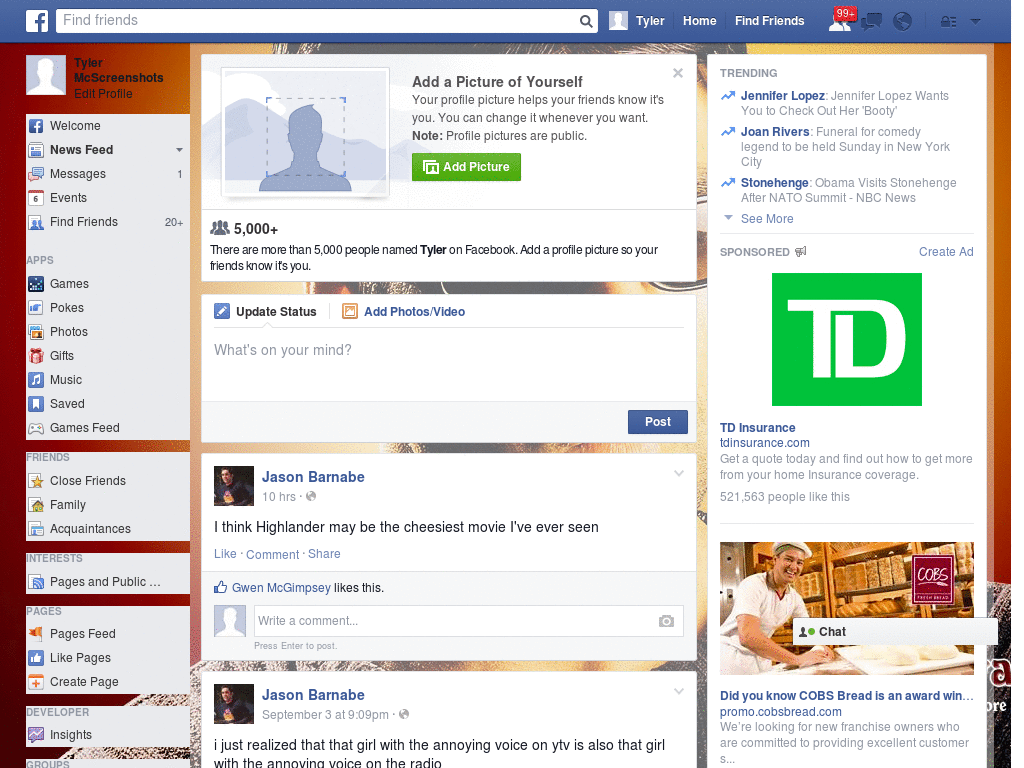 Find friends
Tyler
Home
Find Friends
99+
Tyler
McScreenshots
Edit Profile
Welcome
News Feed
Messages 1
Events
Find Friends 20+
APPS
Games
Pokes
Photos
Gifts
Music
Saved
Games Feed
FRIENDS
Close Friends
Family
Acquaintances
INTERESTS
Pages and Public ...
PAGES
Pages Feed
Like Pages
Create Page
DEVELOPER
Insights
GROUPS
Add a Picture of Yourself
Your profile picture helps your friends know it's
you. You can change it whenever you want.
Note: Profile pictures are public.
Add Picture
5,000+
There are more than 5,000 people named Tyler on Facebook. Add a profile picture so your
friends know it's you.
Update Status
Add Photos/Video
What's on your mind?
Post
Jason Barnabe
10 hrs ·
I think Highlander may be the cheesiest movie I've ever seen
Like · Comment · Share
Gwen McGimpsey likes this.
Write a comment...
Press Enter to post.
Jason Barnabe
September 3 at 9:09pm ·
i just realized that that girl with the annoying voice on ytv is also that girl
with the annoying voice on the radio
TRENDING
Jennifer Lopez: Jennifer Lopez Wants
You to Check Out Her 'Booty'
Joan Rivers: Funeral for comedy
legend to be held Sunday in New York
City
Stonehenge: Obama Visits Stonehenge
After NATO Summit - NBC News
See More
SPONSORED
Create Ad
TD
TD Insurance
tdinsurance.com
Get a quote today and find out how to get more
from your home Insurance coverage.
521,563 people like this
COBS
FRESH BREAD
Chat
Did you know COBS Bread is an award win...
promo.cobsbread.com
We're looking for new franchise owners who
are committed to providing excellent customer
s...